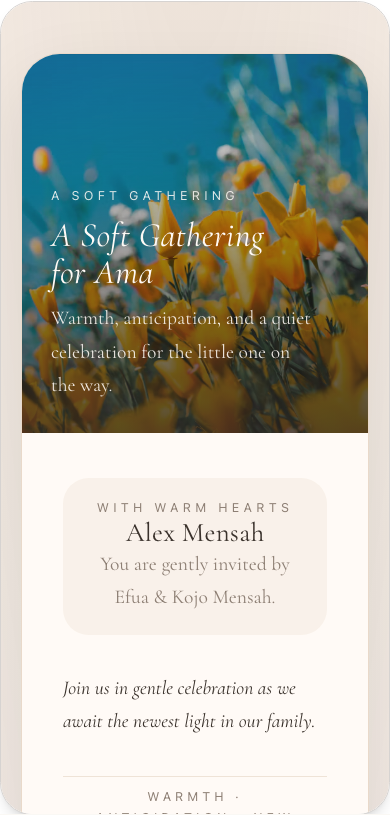 A SOFT GATHERING
A Soft Gathering
for Ama
Warmth, anticipation, and a quiet
celebration for the little one on
the way.
WITH WARM HEARTS
Alex Mensah
You are gently invited by
Efua & Kojo Mensah.
Join us in gentle celebration as we
await the newest light in our family.
WARMTH ·